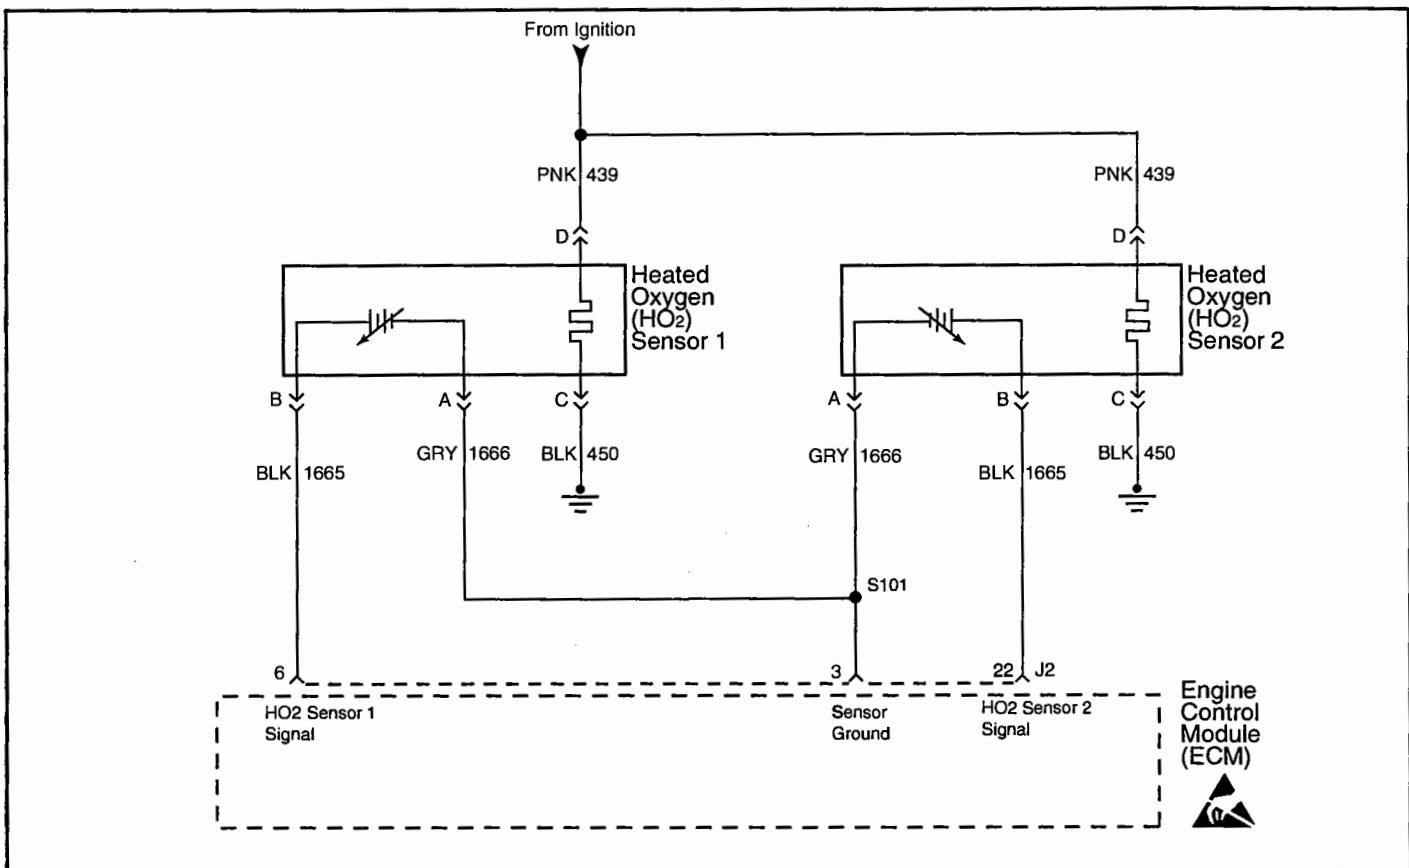 From Ignition
PNK 439
PNK 439
D
D
Heated
Oxygen
(HO2)
Sensor 1
Heated
Oxygen
(HO2)
Sensor 2
B
A
C
A
B
C
BLK 1665
GRY 1666
BLK 450
GRY 1666
BLK 1665
BLK 450
S101
6
3
22
J2
HO2 Sensor 1
Signal
Sensor
Ground
HO2 Sensor 2
Signal
Engine
Control
Module
(ECM)